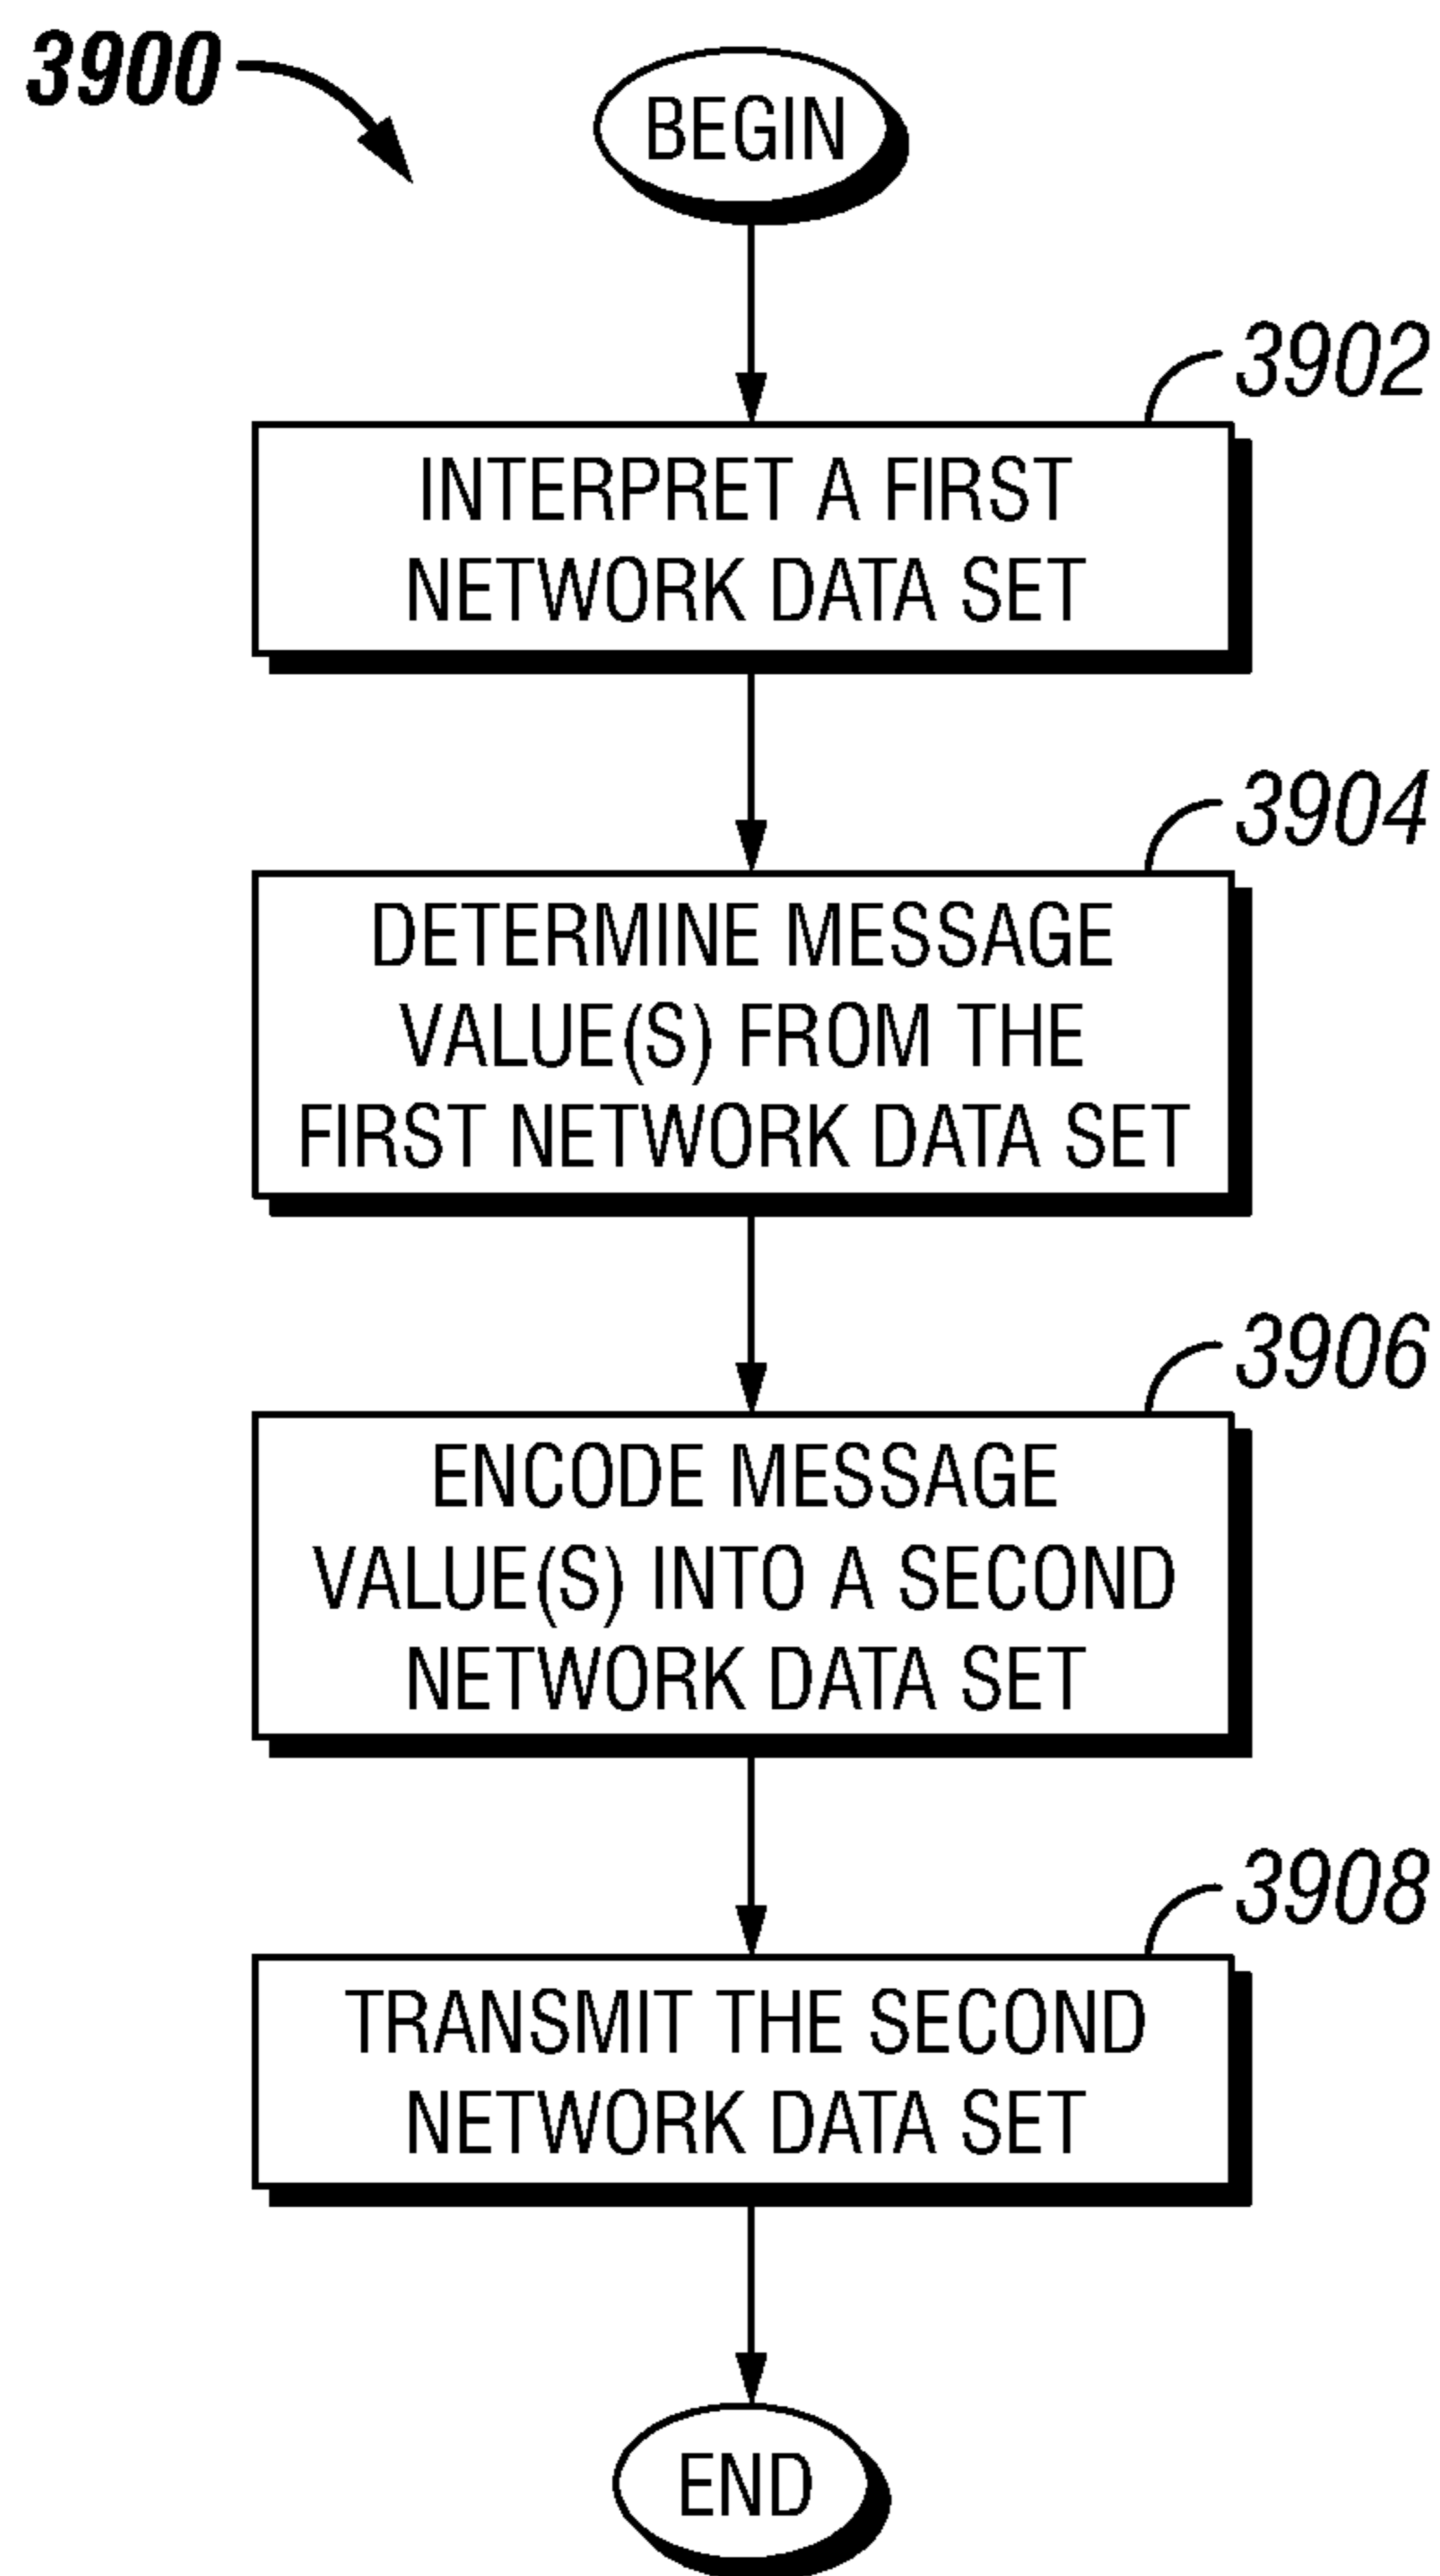 3900
BEGIN
3902
INTERPRET A FIRST
NETWORK DATA SET
3904
DETERMINE MESSAGE
VALUE(S) FROM THE
FIRST NETWORK DATA SET
3906
ENCODE MESSAGE
VALUE(S) INTO A SECOND
NETWORK DATA SET
3908
TRANSMIT THE SECOND
NETWORK DATA SET
END